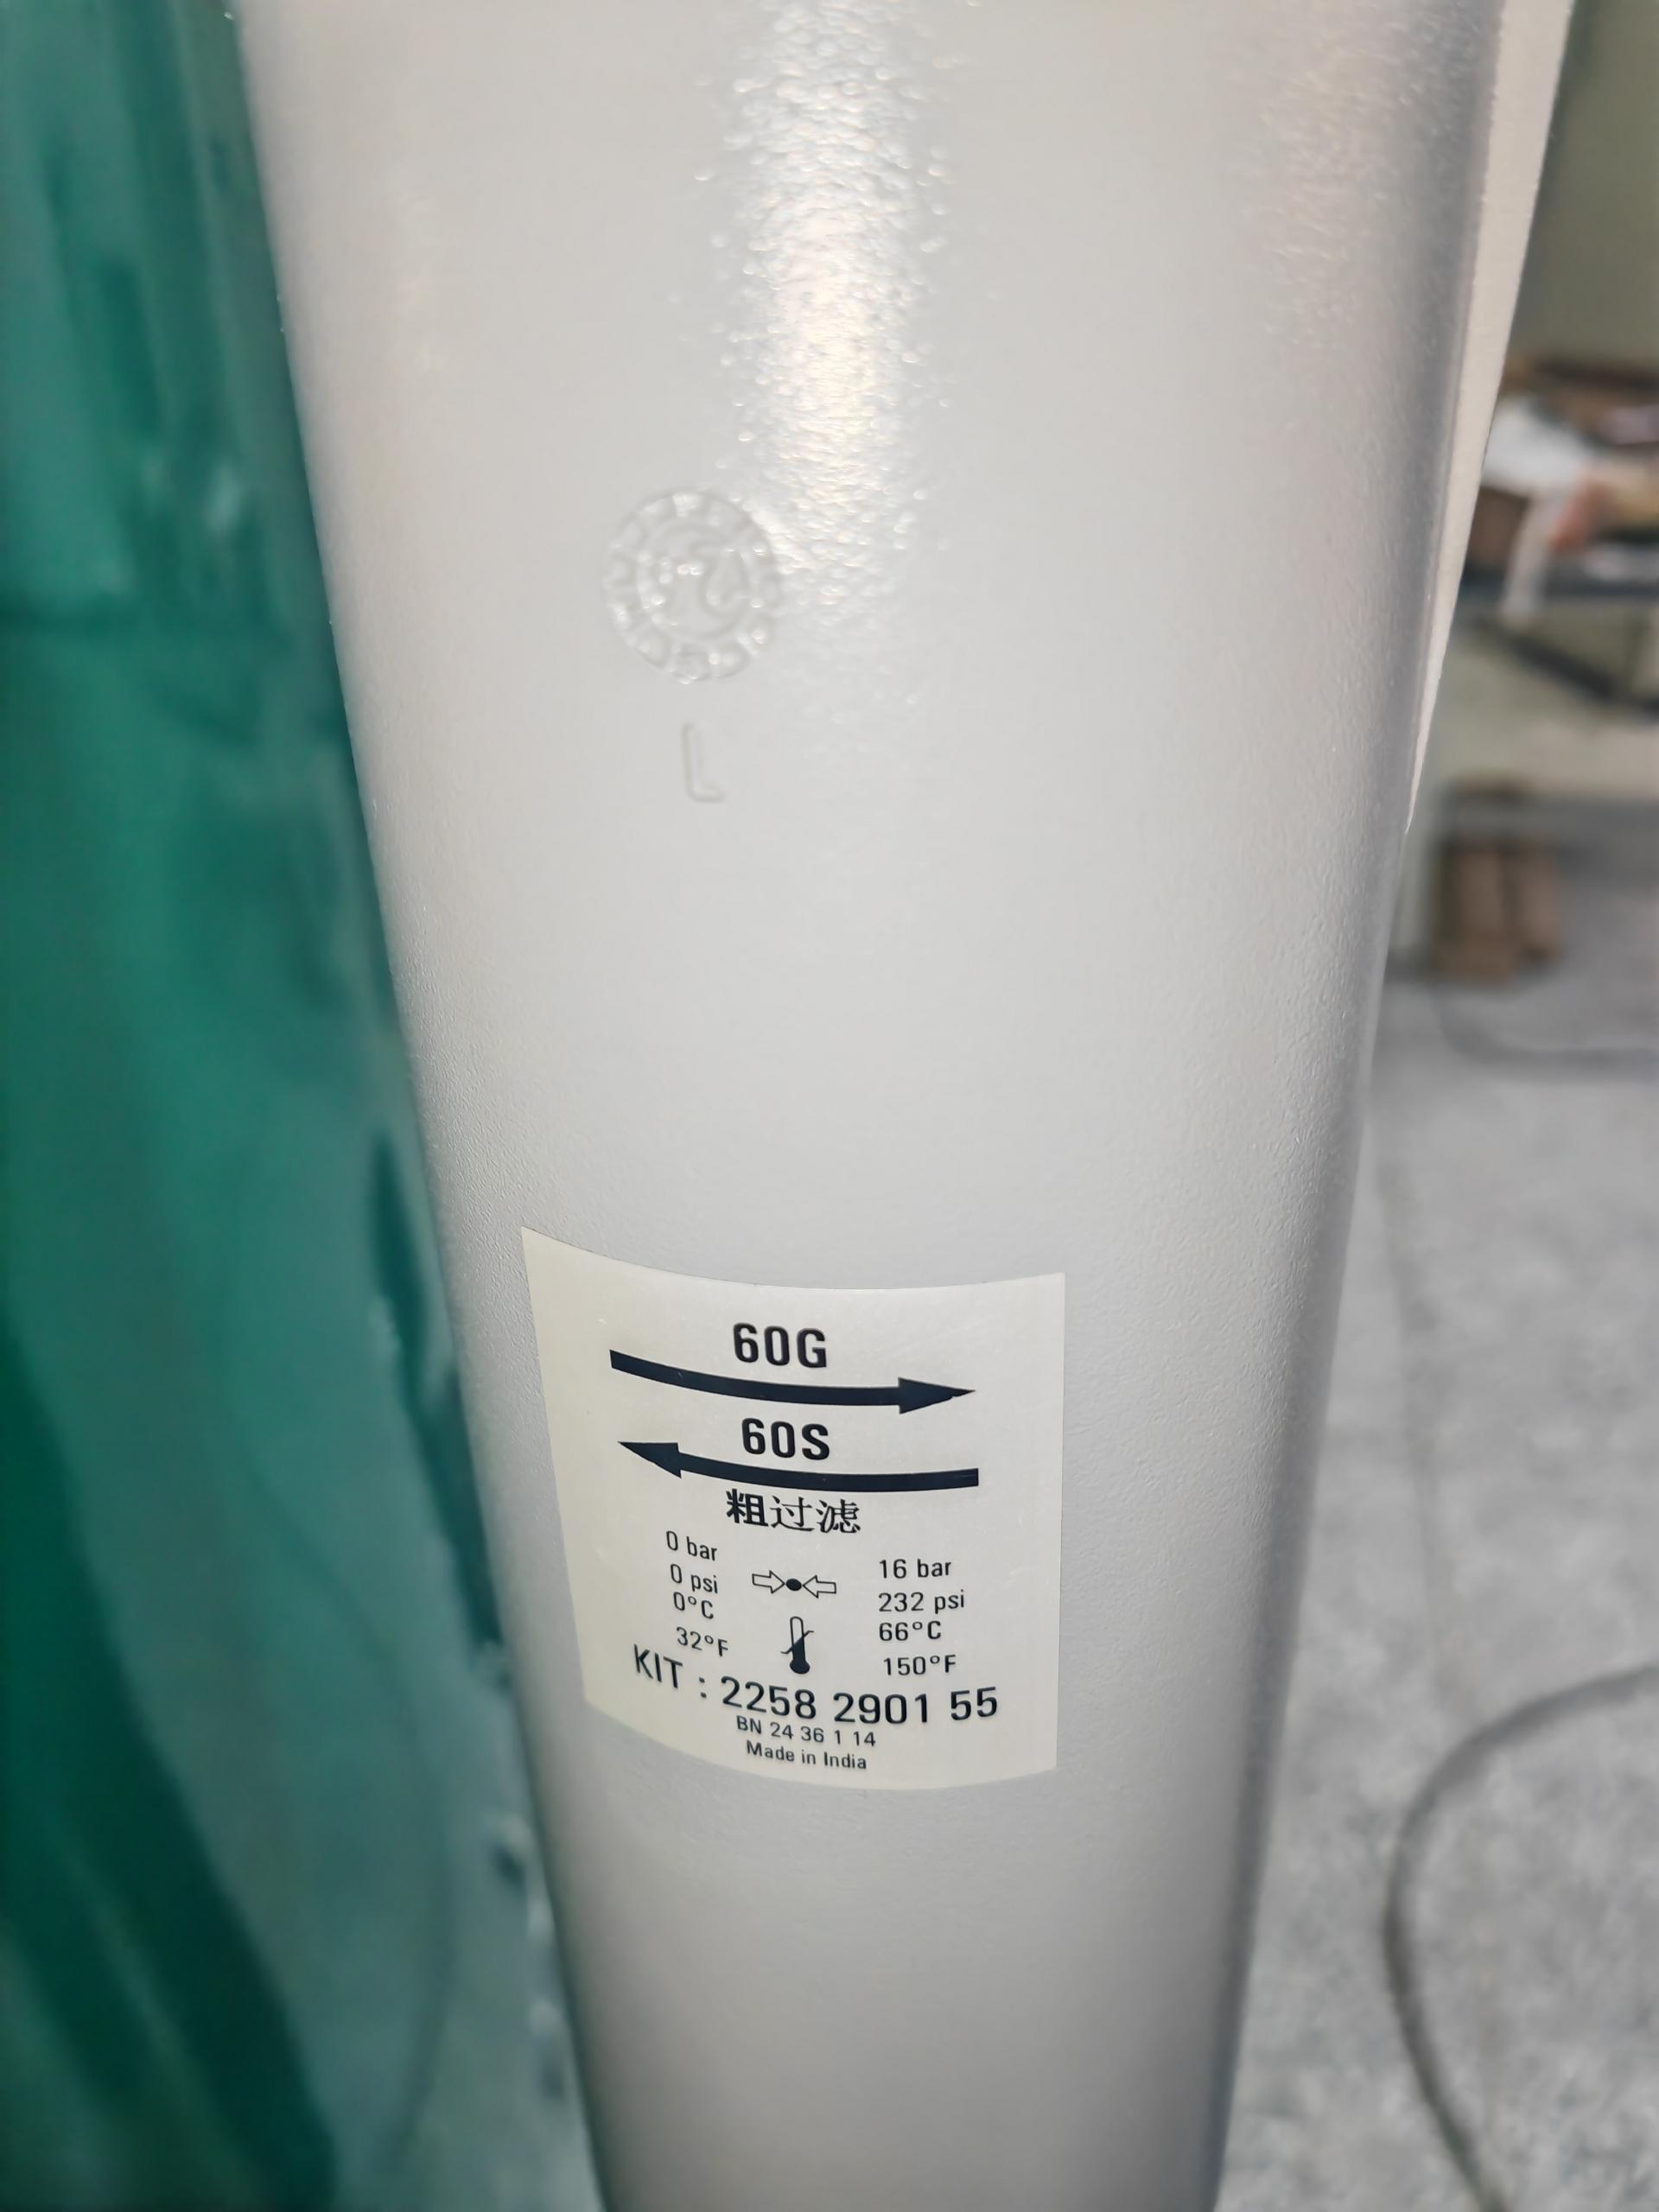 L
60G
60S
粗过滤
0 bar 16 bar
0 psi 232 psi
0°C 66°C
32°F 150°F
KIT : 2258 2901 55
BN 24 36 1 14
Made in India